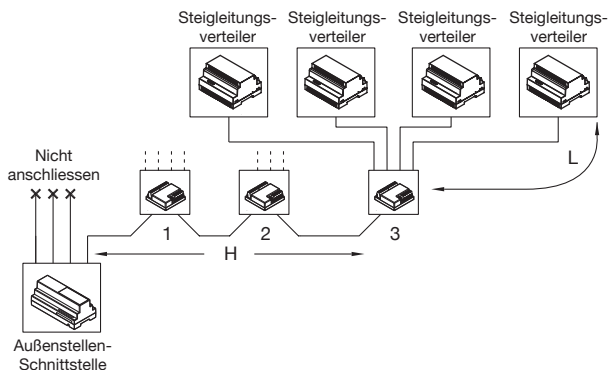 Steigleitungs-
verteiler
Steigleitungs-
verteiler
Steigleitungs-
verteiler
Steigleitungs-
verteiler
L
Nicht
anschliessen
1
2
3
H
Außenstellen-
Schnittstelle